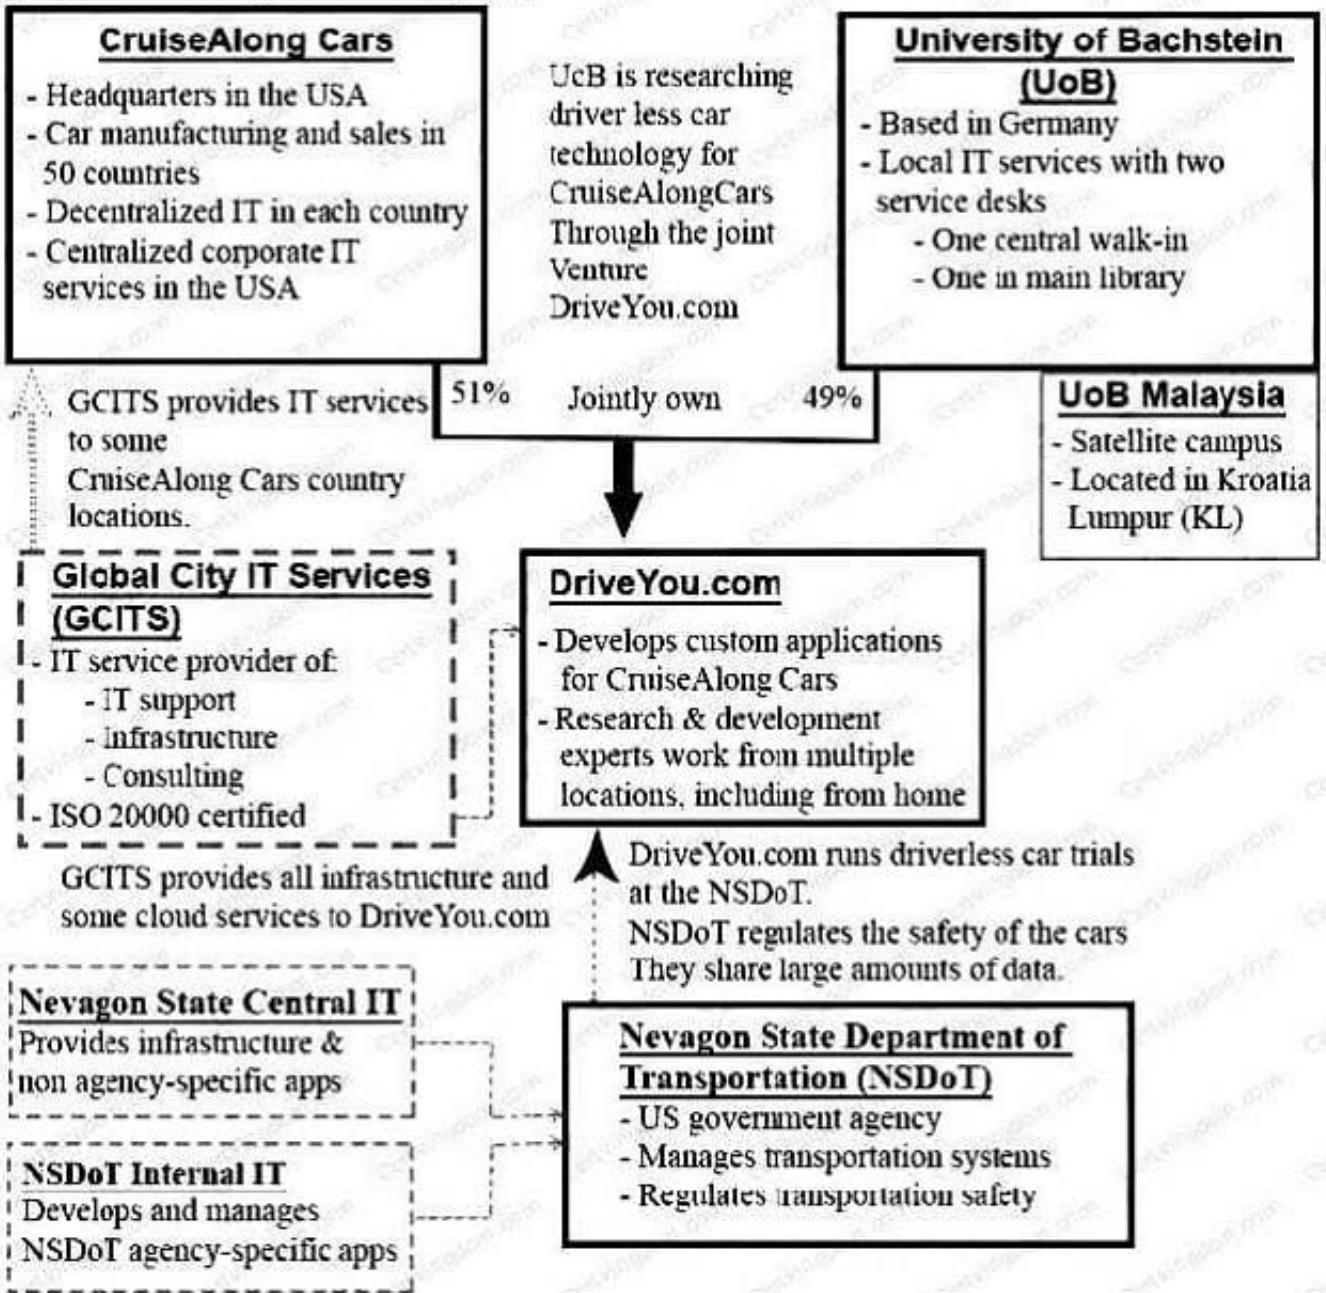 CruiseAlong Cars
- Headquarters in the USA
- Car manufacturing and sales in
50 countries
- Decentralized IT in each country
- Centralized corporate IT
services in the USA
UcB is researching
driver less car
technology for
CruiseAlongCars
Through the joint
Venture
DriveYou.com
University of Bachstein
(UoB)
- Based in Germany
- Local IT services with two
service desks
- One central walk-in
- One in main library
51% Jointly own 49%
UoB Malaysia
- Satellite campus
- Located in Kroatia
Lumpur (KL)
GCITS provides IT services
to some
CruiseAlong Cars country
locations.
Global City IT Services
(GCITS)
- IT service provider of:
- IT support
- Infrastructure
- Consulting
- ISO 20000 certified
DriveYou.com
- Develops custom applications
for CruiseAlong Cars
- Research & development
experts work from multiple
locations, including from home
GCITS provides all infrastructure and
some cloud services to DriveYou.com
DriveYou.com runs driverless car trials
at the NSDoT.
NSDoT regulates the safety of the cars
They share large amounts of data.
Nevagon State Central IT
Provides infrastructure &
non agency-specific apps
NSDoT Internal IT
Develops and manages
NSDoT agency-specific apps
Nevagon State Department of
Transportation (NSDoT)
- US government agency
- Manages transportation systems
- Regulates transportation safety